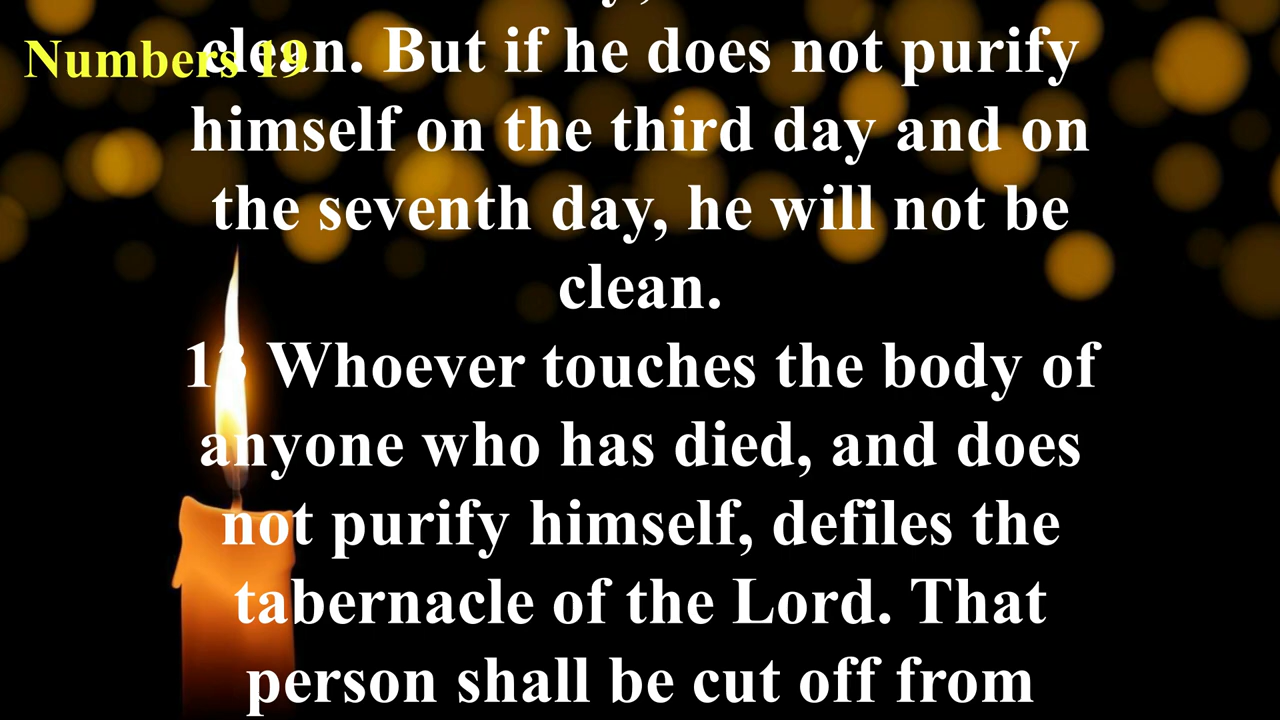 Numbers 19
clean. But if he does not purify
himself on the third day and on
the seventh day, he will not be
clean.
13 Whoever touches the body of
anyone who has died, and does
not purify himself, defiles the
tabernacle of the Lord. That
person shall be cut off from